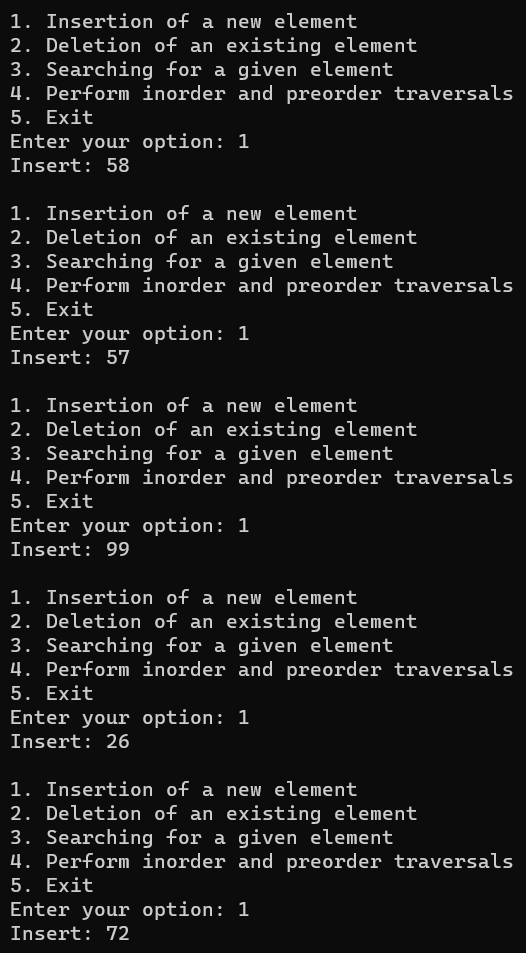 1. Insertion of a new element
2. Deletion of an existing element
3. Searching for a given element
4. Perform inorder and preorder traversals
5. Exit
Enter your option: 1
Insert: 58

1. Insertion of a new element
2. Deletion of an existing element
3. Searching for a given element
4. Perform inorder and preorder traversals
5. Exit
Enter your option: 1
Insert: 57

1. Insertion of a new element
2. Deletion of an existing element
3. Searching for a given element
4. Perform inorder and preorder traversals
5. Exit
Enter your option: 1
Insert: 99

1. Insertion of a new element
2. Deletion of an existing element
3. Searching for a given element
4. Perform inorder and preorder traversals
5. Exit
Enter your option: 1
Insert: 26

1. Insertion of a new element
2. Deletion of an existing element
3. Searching for a given element
4. Perform inorder and preorder traversals
5. Exit
Enter your option: 1
Insert: 72